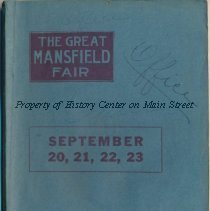 THE GREAT
MANSFIELD
FAIR
Office
Property of History Center on Main Street
SEPTEMBER
20, 21, 22, 23